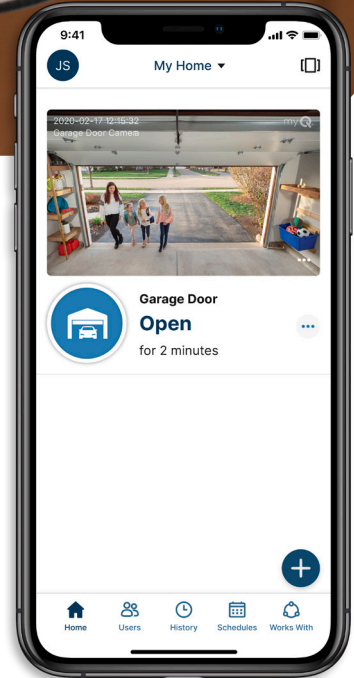 9:41
JS
My Home
2020-02-17 12:15:32
myQ
Garage Door Camera
Garage Door
Open
for 2 minutes
Home
Users
History
Schedules
Works With